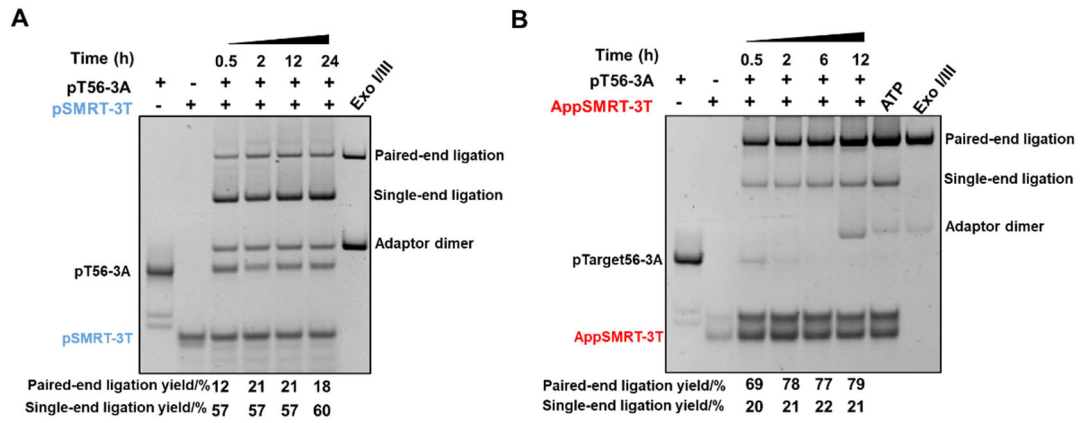 A
Time (h) 0.5 2 12 24
pT56-3A + - + + + + Exo I/III
pSMRT-3T - + + + + +
Paired-end ligation
Single-end ligation
Adaptor dimer
pT56-3A
pSMRT-3T
Paired-end ligation yield/% 12 21 21 18
Single-end ligation yield/% 57 57 57 60
B
Time (h) 0.5 2 6 12
pT56-3A + - + + + + ATP Exo I/III
AppSMRT-3T - + + + + +
Paired-end ligation
Single-end ligation
Adaptor dimer
pTarget56-3A
AppSMRT-3T
Paired-end ligation yield/% 69 78 77 79
Single-end ligation yield/% 20 21 22 21